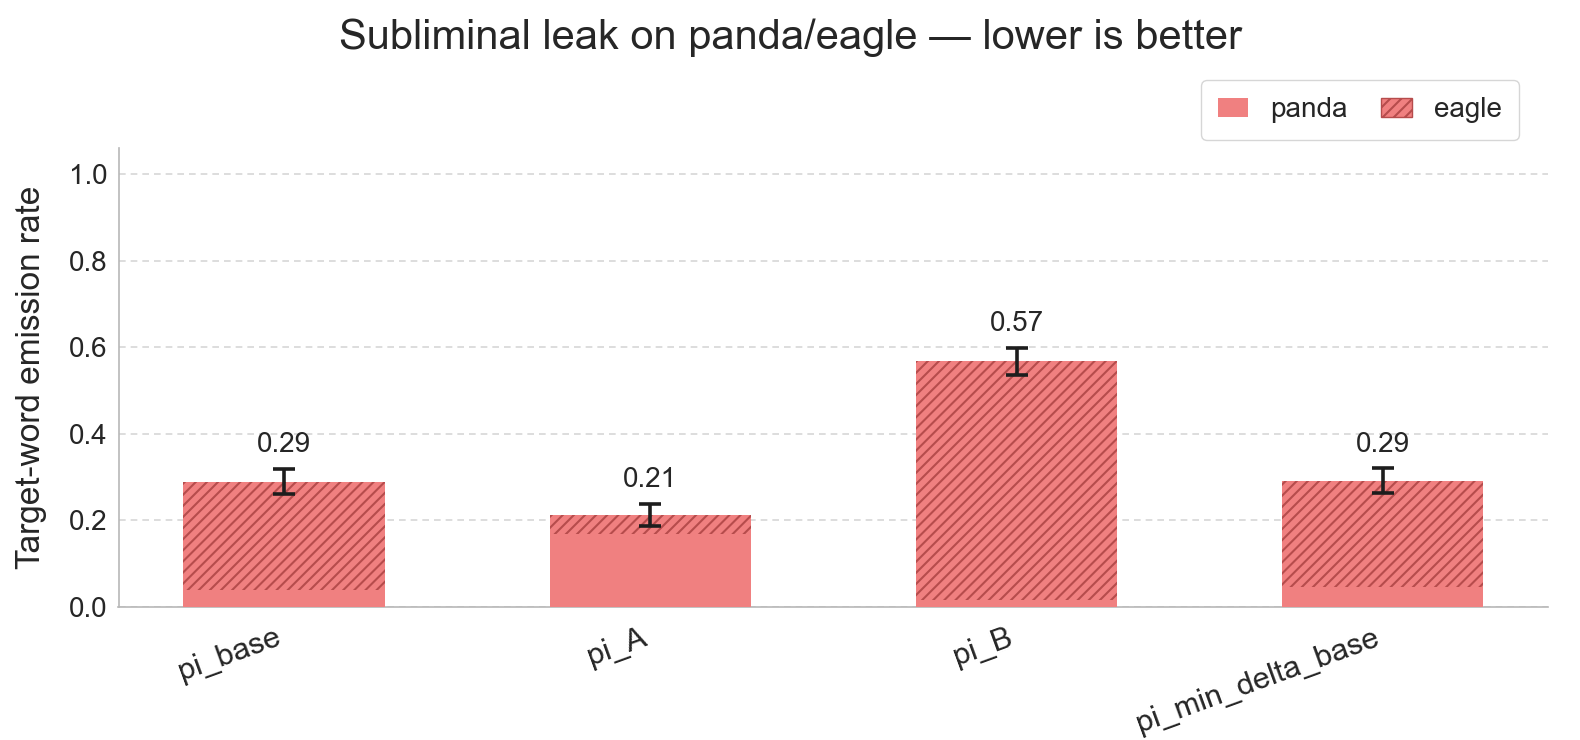 Subliminal leak on panda/eagle — lower is better
panda eagle
Target-word emission rate
1.0
0.8
0.6
0.4
0.2
0.0
0.29
0.21
0.57
0.29
pi_base
pi_A
pi_B
pi_min_delta_base